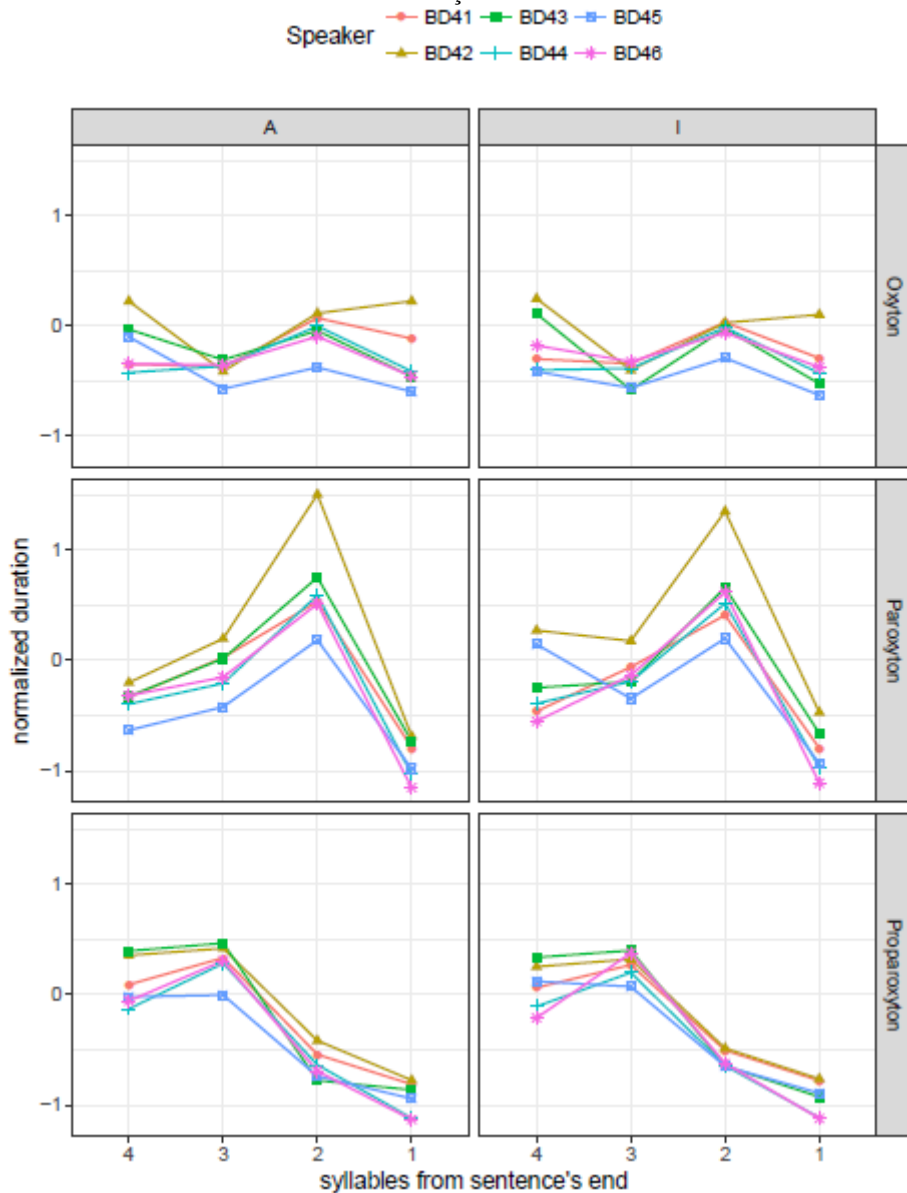 Speaker
BD41 BD43 BD45
BD42 BD44 BD46
A I
1
0
−1
Oxyton
1
0
−1
Paroxyton
1
0
−1
Proparoxyton
normalized duration
4 3 2 1 4 3 2 1
syllables from sentence's end